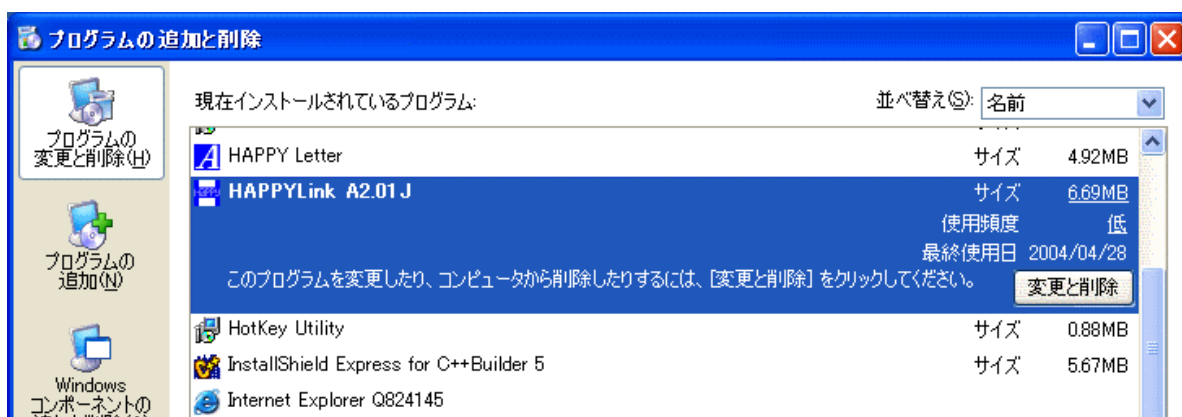 プログラムの追加と削除
プログラムの
変更と削除(H)
プログラムの
追加(N)
Windows
コンポーネントの
現在インストールされているプログラム:
並べ替え(S):
名前
HAPPY Letter
サイズ
4.92MB
HAPPYLink A2.01J
サイズ
6.69MB
使用頻度
低
最終使用日
2004/04/28
このプログラムを変更したり、コンピュータから削除したりするには、[変更と削除] をクリックしてください。
変更と削除
HotKey Utility
サイズ
0.88MB
InstallShield Express for C++Builder 5
サイズ
5.67MB
Internet Explorer Q824145